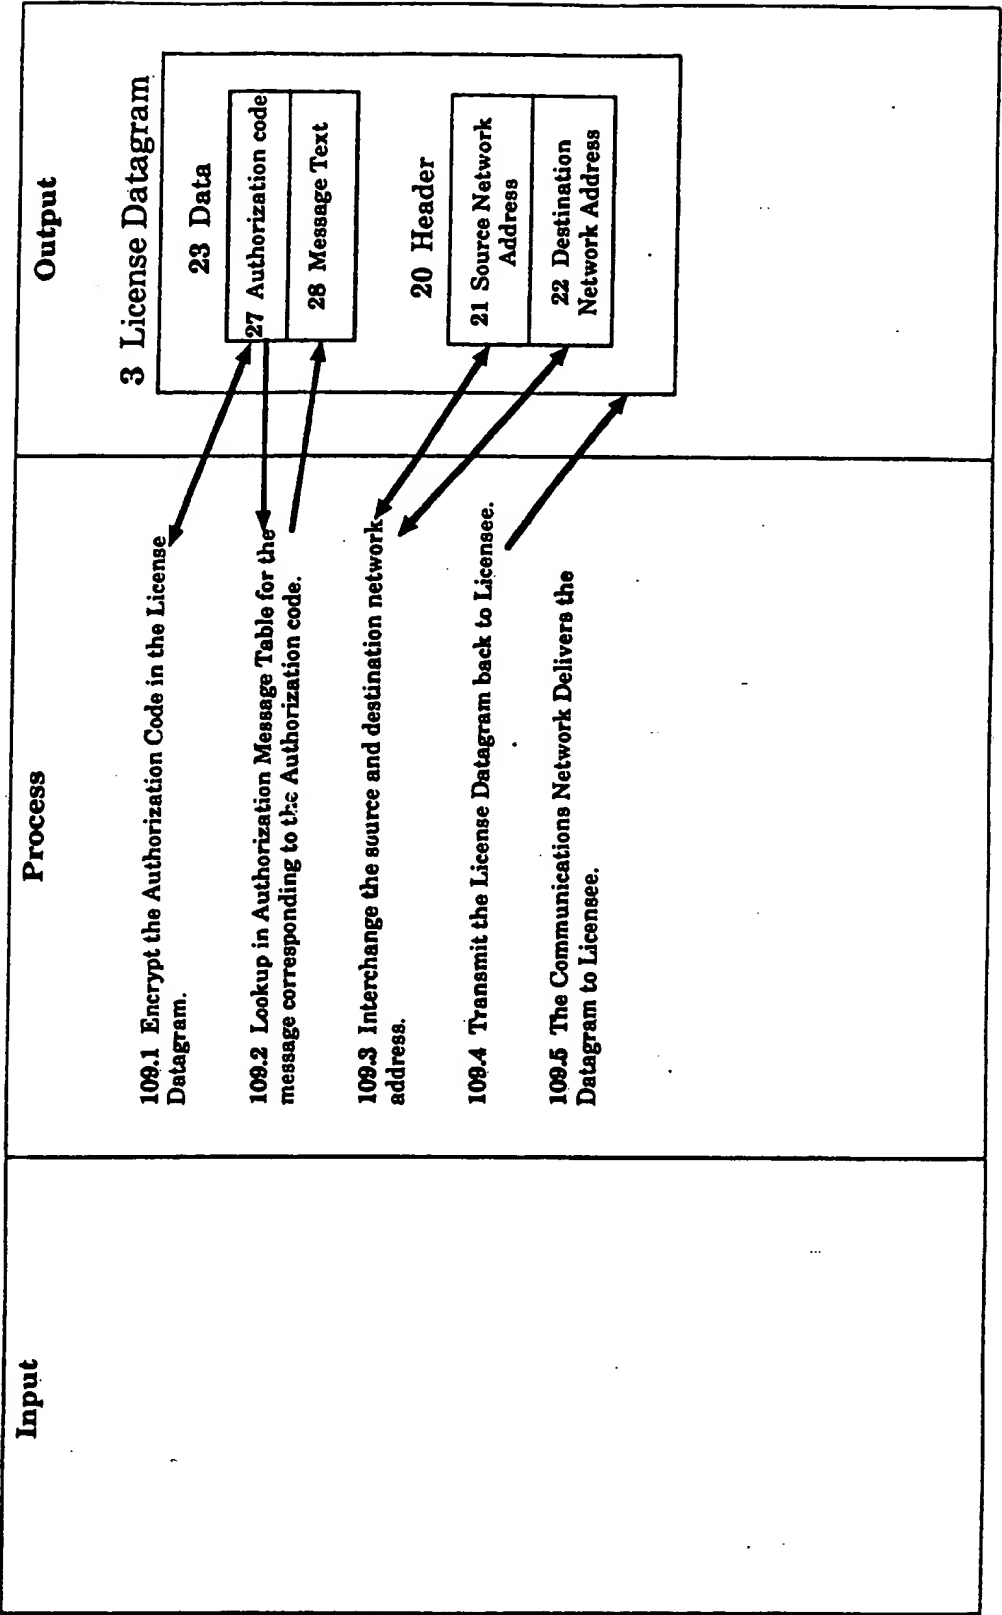 Input
Process
Output
109.1 Encrypt the Authorization Code in the License
Datagram.
109.2 Lookup in Authorization Message Table for the
message corresponding to the Authorization code.
109.3 Interchange the source and destination network
address.
109.4 Transmit the License Datagram back to Licensee.
109.5 The Communications Network Delivers the
Datagram to Licensee.
3 License Datagram
23 Data
27 Authorization code
28 Message Text
20 Header
21 Source Network
Address
22 Destination
Network Address